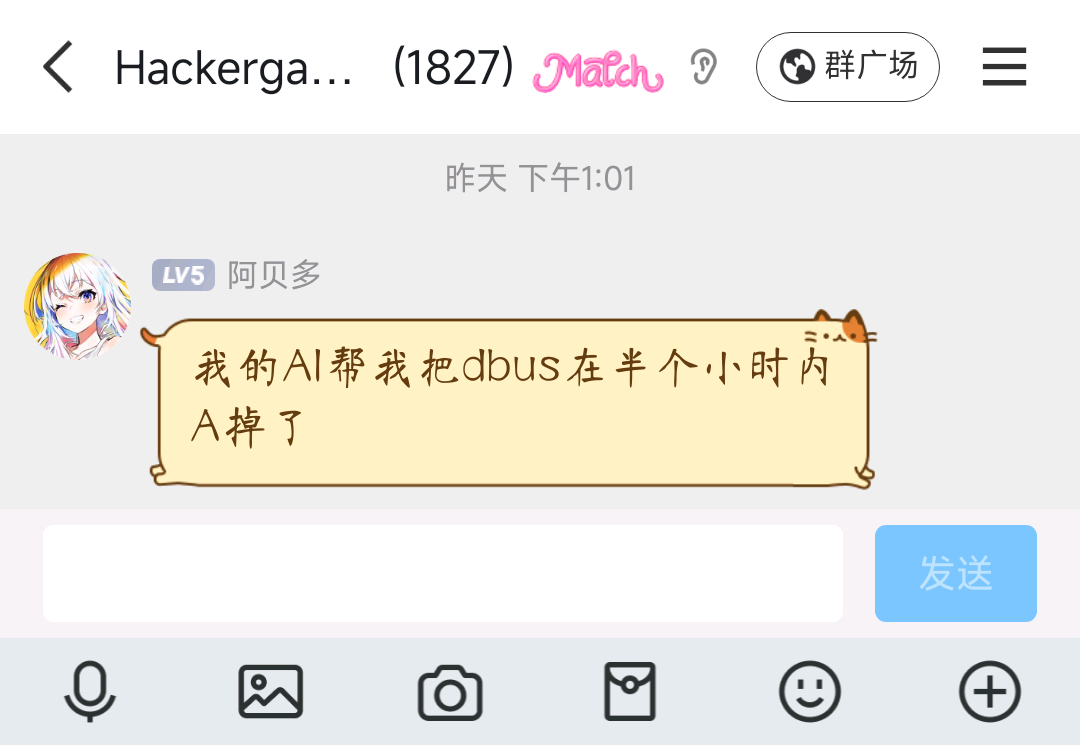 Hackerga... (1827) Match 群广场
昨天 下午1:01
LV5 阿贝多
我的AI帮我把dbus在半个小时内
A掉了
发送